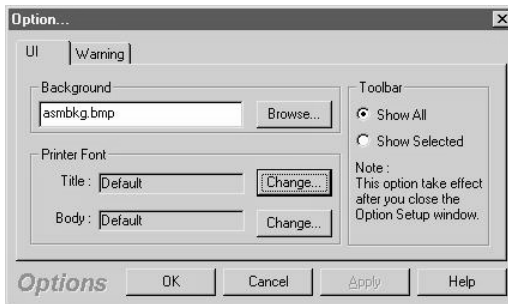 Option...
UI
Warning
Background
asmbkg.bmp
Browse...
Printer Font
Title : Default
Change...
Body : Default
Change...
Toolbar
Show All
Show Selected
Note :
This option take effect
after you close the
Option Setup window.
Options
OK
Cancel
Apply
Help